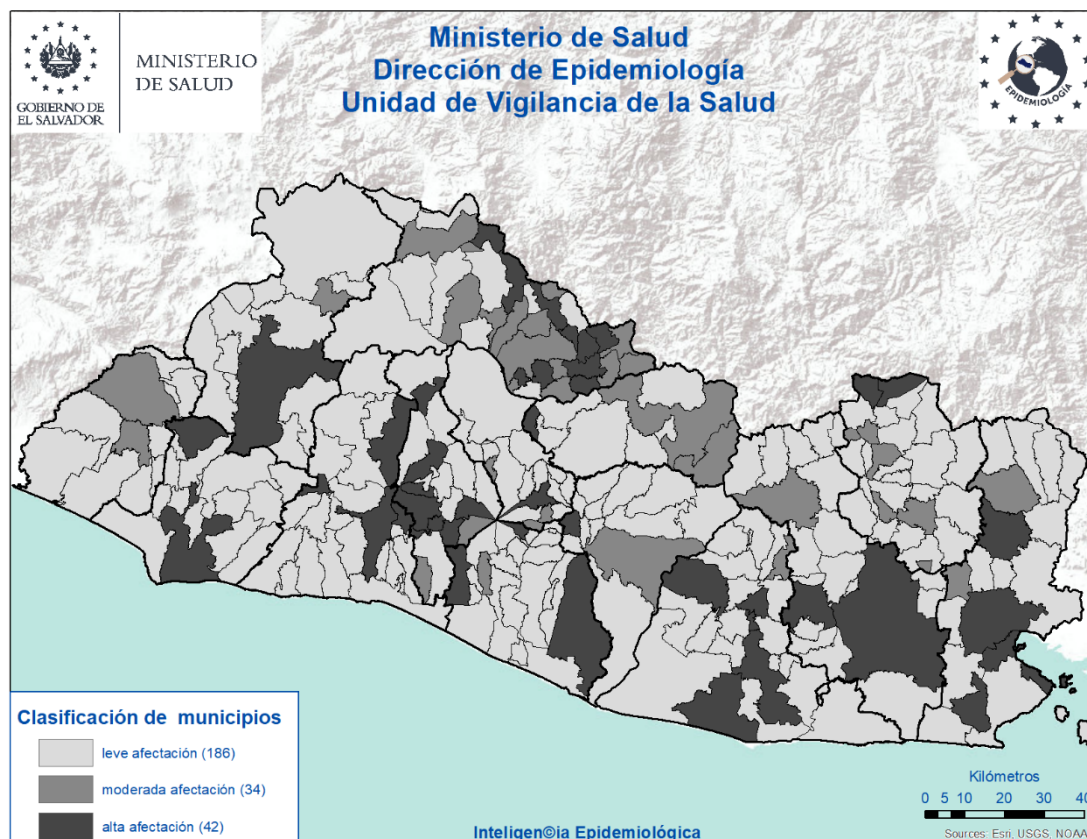 GOBIERNO DE
EL SALVADOR
MINISTERIO
DE SALUD
Ministerio de Salud
Dirección de Epidemiología
Unidad de Vigilancia de la Salud
EPIDEMIOLOGÍA
Clasificación de municipios
leve afectación (186)
moderada afectación (34)
alta afectación (42)
Inteligen©ia Epidemiológica
Kilómetros
0 5 10 20 30 40
Sources: Esri, USGS, NOAA